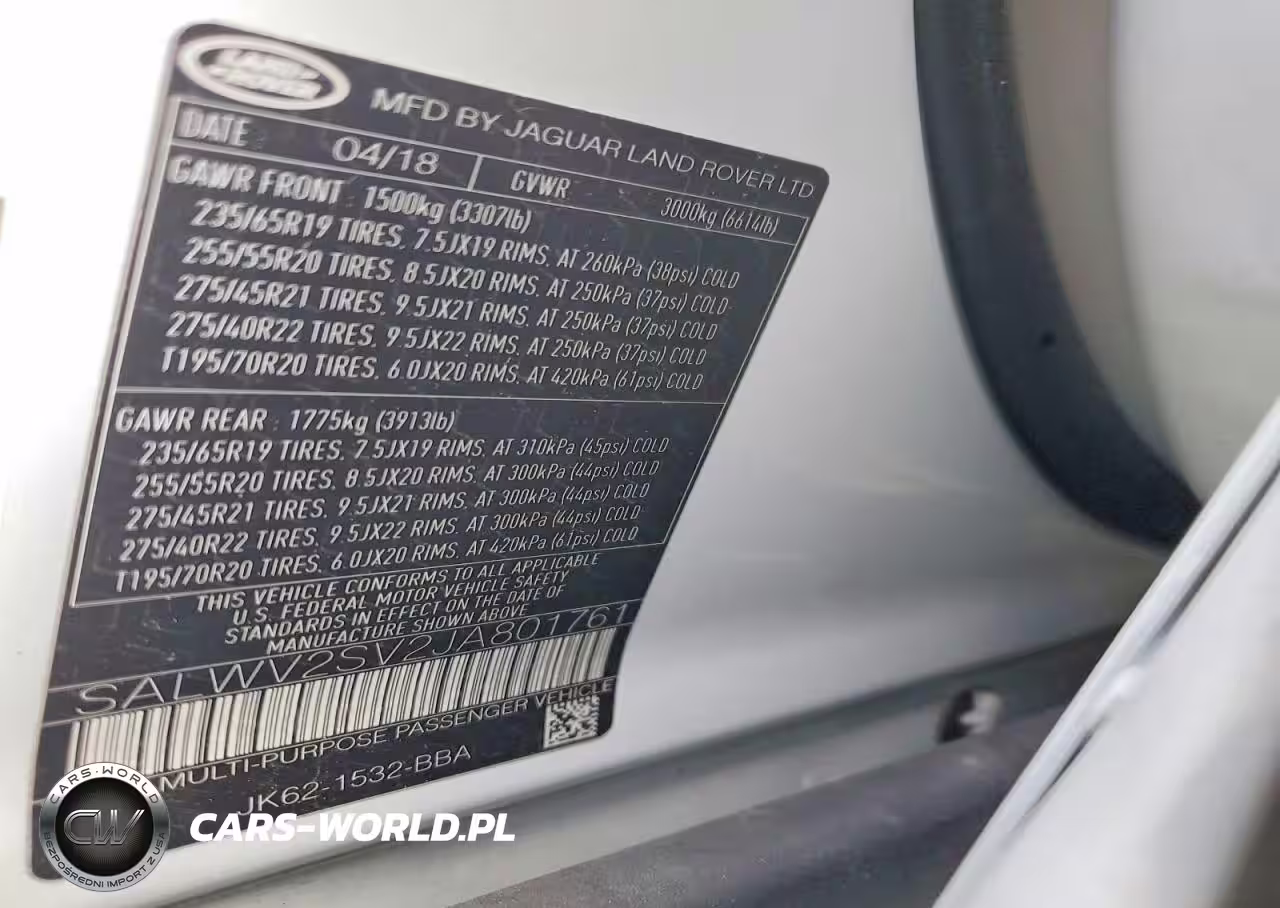 LAND
ROVER
MFD BY JAGUAR LAND ROVER LTD
DATE 04/18 GVWR 3000kg (6614lb)
GAWR FRONT : 1500kg (3307lb)
235/65R19 TIRES, 7.5JX19 RIMS, AT 260kPa (38psi) COLD
255/55R20 TIRES, 8.5JX20 RIMS, AT 250kPa (37psi) COLD
275/45R21 TIRES, 9.5JX21 RIMS, AT 250kPa (37psi) COLD
275/40R22 TIRES, 9.5JX22 RIMS, AT 250kPa (37psi) COLD
T195/70R20 TIRES, 6.0JX20 RIMS, AT 420kPa (61psi) COLD
GAWR REAR : 1775kg (3913lb)
235/65R19 TIRES, 7.5JX19 RIMS, AT 310kPa (45psi) COLD
255/55R20 TIRES, 8.5JX20 RIMS, AT 300kPa (44psi) COLD
275/45R21 TIRES, 9.5JX21 RIMS, AT 300kPa (44psi) COLD
275/40R22 TIRES, 9.5JX22 RIMS, AT 300kPa (44psi) COLD
T195/70R20 TIRES, 6.0JX20 RIMS, AT 420kPa (61psi) COLD
THIS VEHICLE CONFORMS TO ALL APPLICABLE
U.S. FEDERAL MOTOR VEHICLE SAFETY
STANDARDS IN EFFECT ON THE DATE OF
MANUFACTURE SHOWN ABOVE
SALWV2SV2JA801761
MULTI-PURPOSE PASSENGER VEHICLE
JK62-1532-BBA
CARS-WORLD
CW
BEZPOŚREDNI IMPORT Z USA
CARS-WORLD.PL